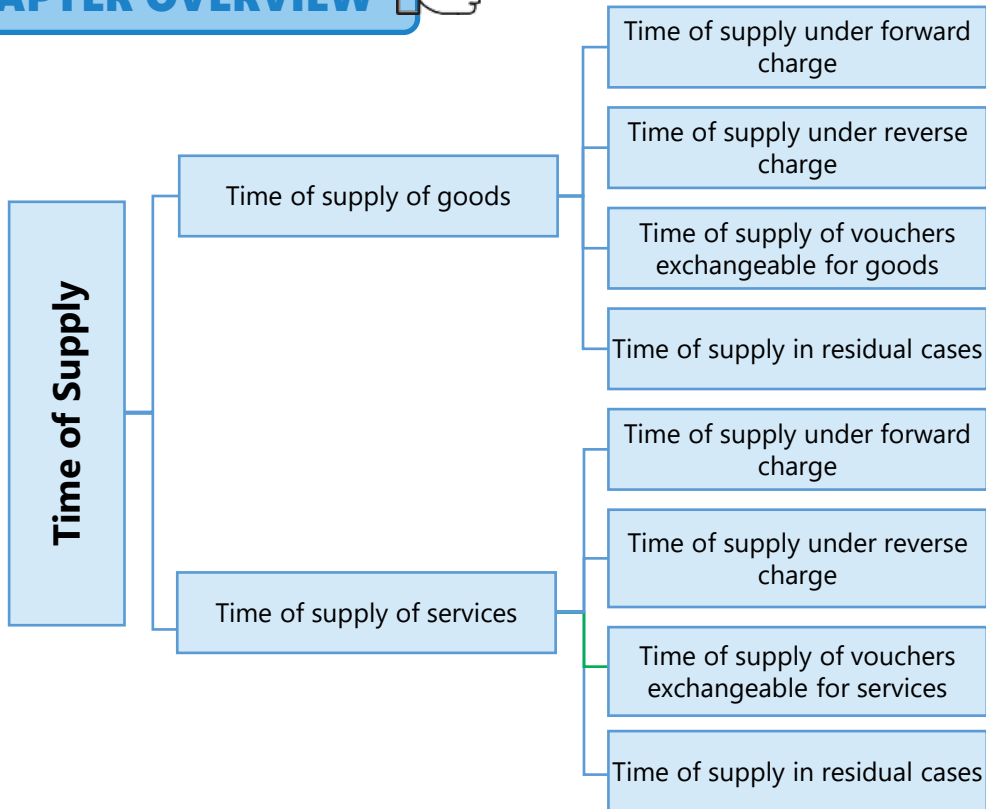 OVERVIEW
Time of Supply
Time of supply of goods
Time of supply under forward
charge
Time of supply under reverse
charge
Time of supply of vouchers
exchangeable for goods
Time of supply in residual cases
Time of supply of services
Time of supply under forward
charge
Time of supply under reverse
charge
Time of supply of vouchers
exchangeable for services
Time of supply in residual cases